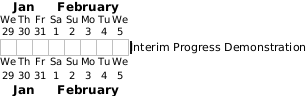 Jan February
We Th Fr Sa Su Mo Tu We
29 30 31 1 2 3 4 5
Interim Progress Demonstration
We Th Fr Sa Su Mo Tu We
29 30 31 1 2 3 4 5
Jan February